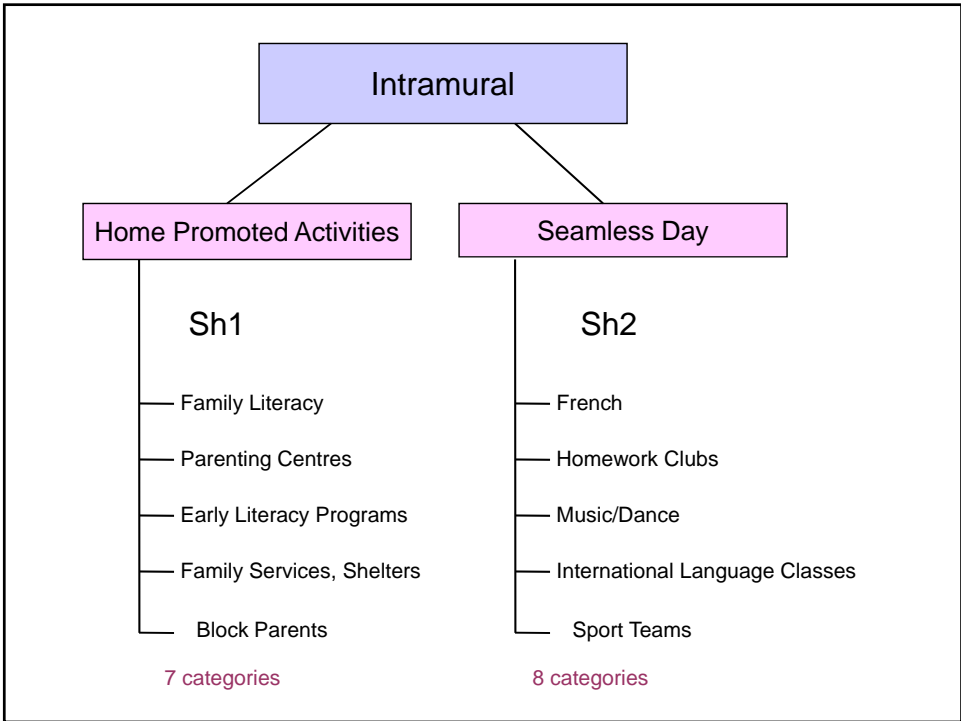 Intramural
Home Promoted Activities
Seamless Day
Sh1
Sh2
Family Literacy
Parenting Centres
Early Literacy Programs
Family Services, Shelters
Block Parents
7 categories
French
Homework Clubs
Music/Dance
International Language Classes
Sport Teams
8 categories